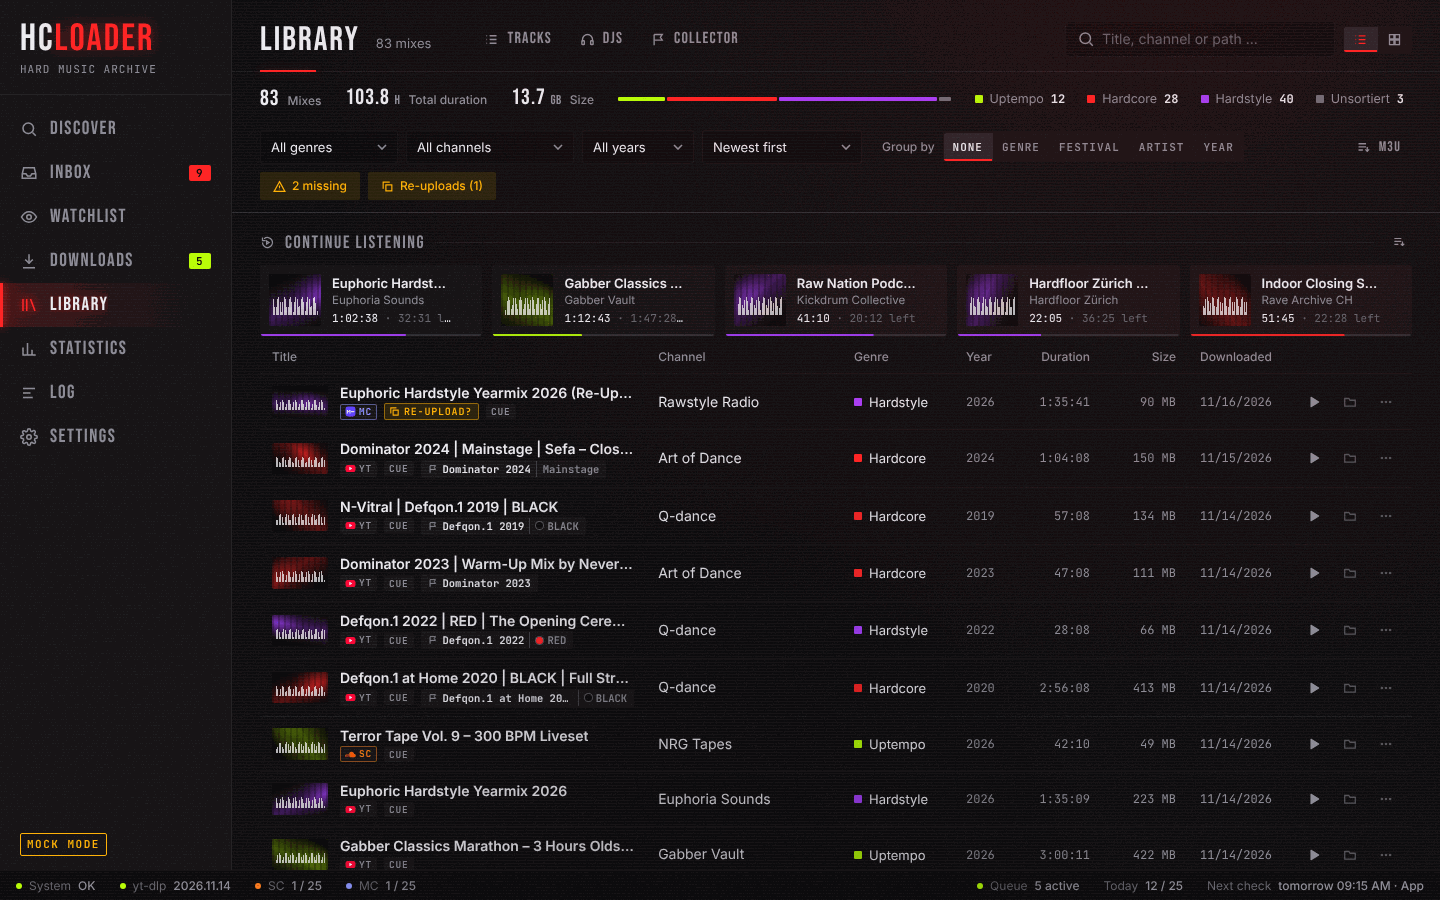 HCLOADER
HARD MUSIC ARCHIVE
DISCOVER
INBOX 9
WATCHLIST
DOWNLOADS 5
LIBRARY
STATISTICS
LOG
SETTINGS
MOCK MODE
LIBRARY 83 mixes TRACKS DJS COLLECTOR Title, channel or path ...
83 Mixes 103.8 H Total duration 13.7 GB Size Uptempo 12 Hardcore 28 Hardstyle 40 Unsortiert 3
All genres All channels All years Newest first Group by NONE GENRE FESTIVAL ARTIST YEAR M3U
2 missing Re-uploads (1)
CONTINUE LISTENING
Euphoric Hardst...
Euphoria Sounds
1:02:38 · 32:31 l...
Gabber Classics ...
Gabber Vault
1:12:43 · 1:47:28...
Raw Nation Podc...
Kickdrum Collective
41:10 · 20:12 left
Hardfloor Zürich ...
Hardfloor Zürich
22:05 · 36:25 left
Indoor Closing S...
Rave Archive CH
51:45 · 22:28 left
Title Channel Genre Year Duration Size Downloaded
Euphoric Hardstyle Yearmix 2026 (Re-Up...
MC RE-UPLOAD? CUE
Rawstyle Radio Hardstyle 2026 1:35:41 90 MB 11/16/2026
Dominator 2024 | Mainstage | Sefa – Clos...
YT CUE Dominator 2024 Mainstage
Art of Dance Hardcore 2024 1:04:08 150 MB 11/15/2026
N-Vitral | Defqon.1 2019 | BLACK
YT CUE Defqon.1 2019 BLACK
Q-dance Hardcore 2019 57:08 134 MB 11/14/2026
Dominator 2023 | Warm-Up Mix by Never...
YT CUE Dominator 2023
Art of Dance Hardcore 2023 47:08 111 MB 11/14/2026
Defqon.1 2022 | RED | The Opening Cere...
YT CUE Defqon.1 2022 RED
Q-dance Hardstyle 2022 28:08 66 MB 11/14/2026
Defqon.1 at Home 2020 | BLACK | Full Str...
YT CUE Defqon.1 at Home 20... BLACK
Q-dance Hardcore 2020 2:56:08 413 MB 11/14/2026
Terror Tape Vol. 9 – 300 BPM Liveset
SC CUE
NRG Tapes Uptempo 2026 42:10 49 MB 11/14/2026
Euphoric Hardstyle Yearmix 2026
YT CUE
Euphoria Sounds Hardstyle 2026 1:35:09 223 MB 11/14/2026
Gabber Classics Marathon – 3 Hours Olds...
YT CUE
Gabber Vault Uptempo 2026 3:00:11 422 MB 11/14/2026
System OK yt-dlp 2026.11.14 SC 1 / 25 MC 1 / 25 Queue 5 active Today 12 / 25 Next check tomorrow 09:15 AM · App